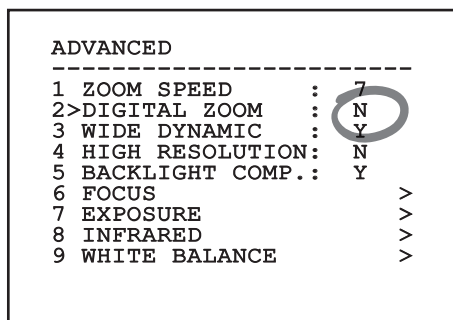 ADVANCED
-------------------------
1 ZOOM SPEED : 7
2>DIGITAL ZOOM : N
3 WIDE DYNAMIC : Y
4 HIGH RESOLUTION: N
5 BACKLIGHT COMP.: Y
6 FOCUS >
7 EXPOSURE >
8 INFRARED >
9 WHITE BALANCE >